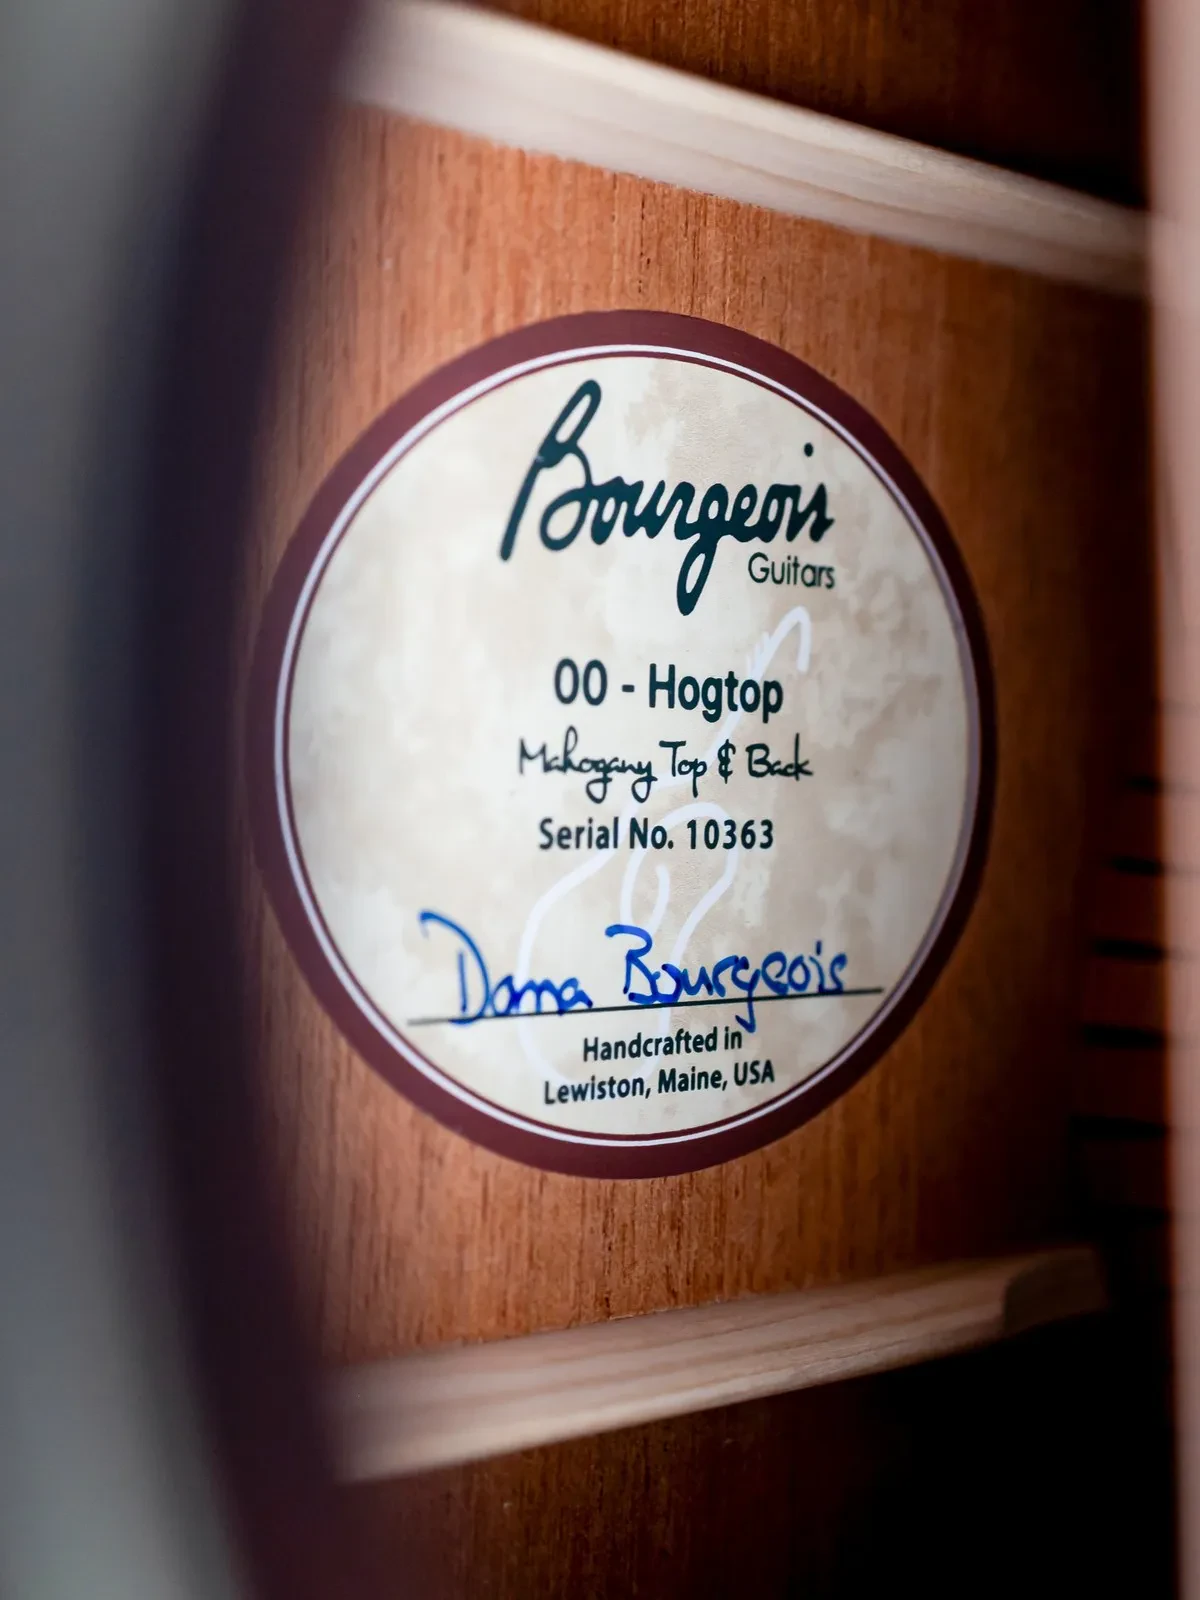 Bourgeois
Guitars
00 - Hogtop
Mahogany Top & Back
Serial No. 10363
Dana Bourgeois
Handcrafted in
Lewiston, Maine, USA